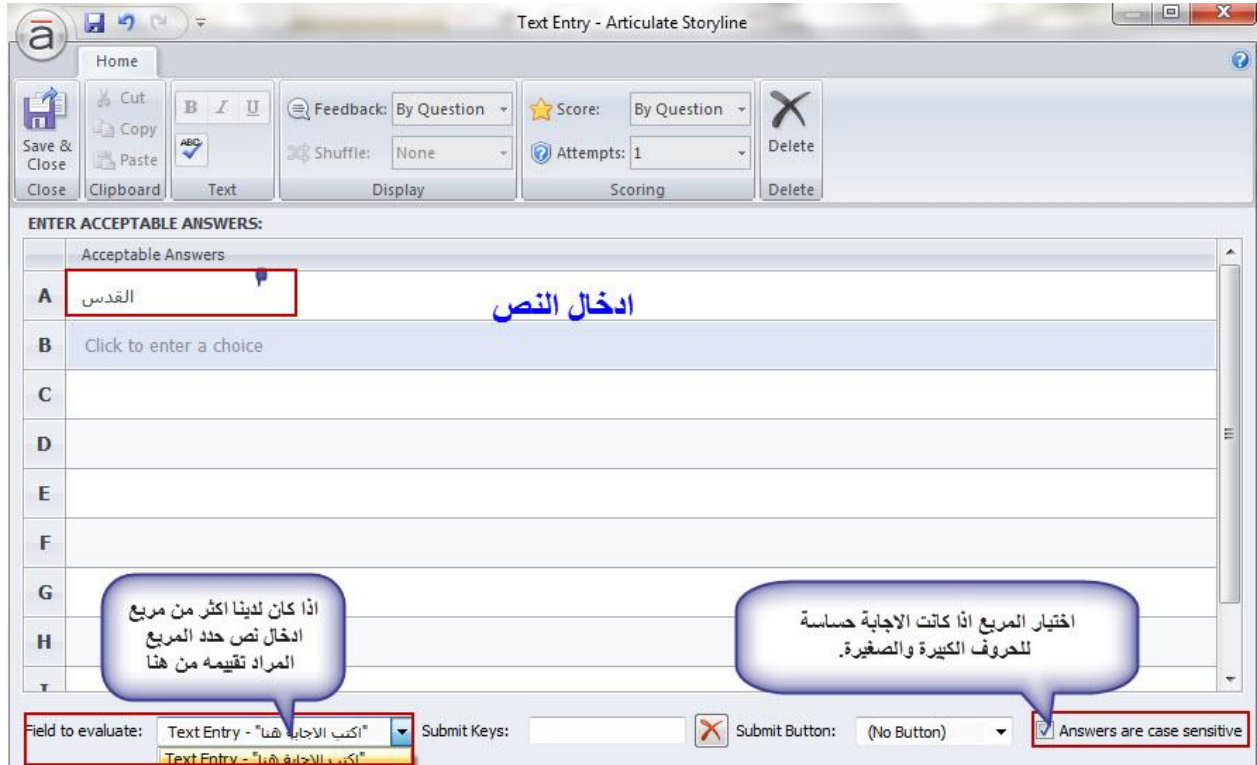 Text Entry - Articulate Storyline
Home
Cut
Copy
Paste
Save & Close
B I U
ABC
Feedback: By Question
Shuffle: None
Score: By Question
Attempts: 1
Delete
Close
Clipboard
Text
Display
Scoring
Delete
ENTER ACCEPTABLE ANSWERS:
Acceptable Answers
A القدس
ادخال النص
B Click to enter a choice
C
D
E
F
G
H
I
اذا كان لدينا اكثر من مربع
ادخال نص حدد المربع
المراد تقييمه من هنا
اختيار المربع اذا كانت الاجابة حساسة
للحروف الكبيرة والصغيرة.
Field to evaluate: Text Entry - "اكتب الاجابة هنا" Submit Keys: Submit Button: (No Button) Answers are case sensitive
Text Entry - "اكتب الاجابة هنا"